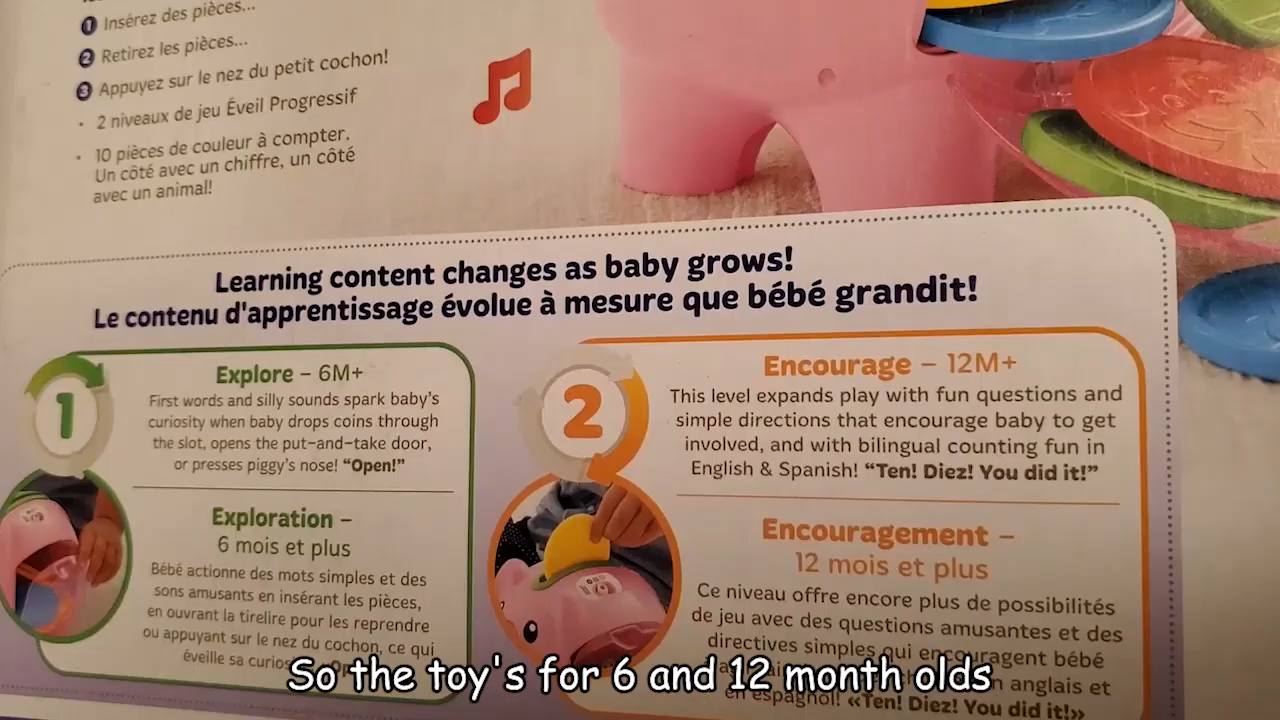 1 Insérez des pièces...
2 Retirez les pièces...
3 Appuyez sur le nez du petit cochon!
• 2 niveaux de jeu Éveil Progressif
• 10 pièces de couleur à compter.
Un côté avec un chiffre, un côté
avec un animal!
Learning content changes as baby grows!
Le contenu d'apprentissage évolue à mesure que bébé grandit!
1
Explore – 6M+
First words and silly sounds spark baby's
curiosity when baby drops coins through
the slot, opens the put-and-take door,
or presses piggy's nose! “Open!”
Exploration –
6 mois et plus
Bébé actionne des mots simples et des
sons amusants en insérant les pièces,
en ouvrant la tirelire pour les reprendre
ou appuyant sur le nez du cochon, ce qui
éveille sa
2
Encourage – 12M+
This level expands play with fun questions and
simple directions that encourage baby to get
involved, and with bilingual counting fun in
English & Spanish! “Ten! Diez! You did it!”
Encouragement –
12 mois et plus
Ce niveau offre encore plus de possibilités
de jeu avec des questions amusantes et des
directives simples qui encouragent bébé
anglais et
en espagnol! «Ten! Diez! You did it!»
So the toy's for 6 and 12 month olds